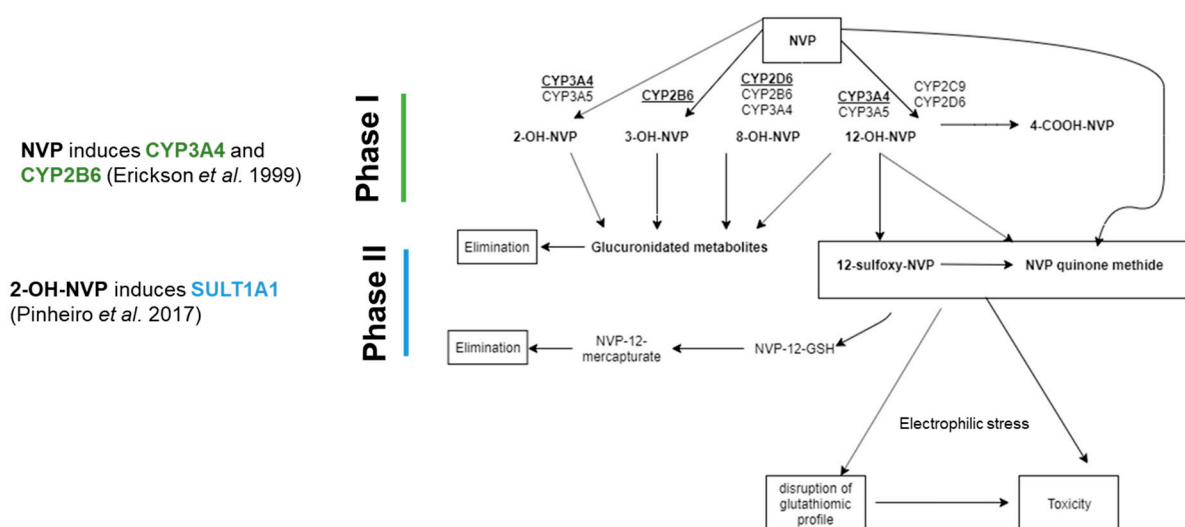 NVP
CYP3A4
CYP3A5
CYP2B6
CYP2D6
CYP2B6
CYP3A4
CYP3A4
CYP3A5
CYP2C9
CYP2D6
2-OH-NVP
3-OH-NVP
8-OH-NVP
12-OH-NVP
4-COOH-NVP
Phase I
NVP induces CYP3A4 and
CYP2B6 (Erickson et al. 1999)
Elimination
Glucuronidated metabolites
12-sulfoxy-NVP
NVP quinone methide
Phase II
2-OH-NVP induces SULT1A1
(Pinheiro et al. 2017)
Elimination
NVP-12-
mercapturate
NVP-12-GSH
Electrophilic stress
disruption of
glutathiomic
profile
Toxicity